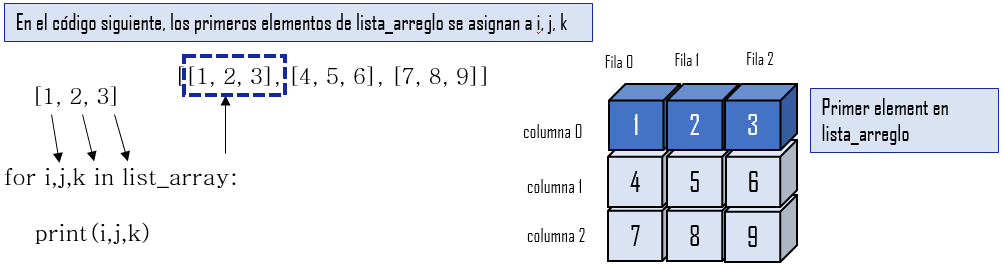 En el código siguiente, los primeros elementos de lista_arreglo se asignan a i, j, k
[[1, 2, 3], [4, 5, 6], [7, 8, 9]]
[1, 2, 3]
for i,j,k in list_array:
print(i,j,k)
Fila 0 Fila 1 Fila 2
columna 0 1 2 3
columna 1 4 5 6
columna 2 7 8 9
Primer element en
lista_arreglo